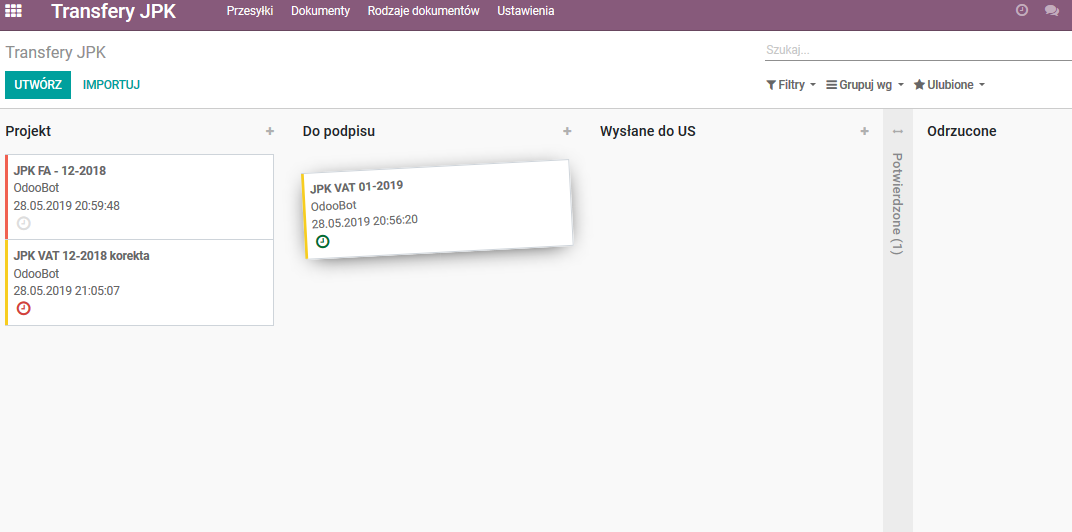 Transfery JPK
Przesyłki
Dokumenty
Rodzaje dokumentów
Ustawienia
Transfery JPK
Szukaj...
UTWÓRZ
IMPORTUJ
Filtry
Grupuj wg
Ulubione
Projekt
JPK FA - 12-2018
OdooBot
28.05.2019 20:59:48
JPK VAT 12-2018 korekta
OdooBot
28.05.2019 21:05:07
Do podpisu
JPK VAT 01-2019
OdooBot
28.05.2019 20:56:20
Wysłane do US
Potwierdzone (1)
Odrzucone